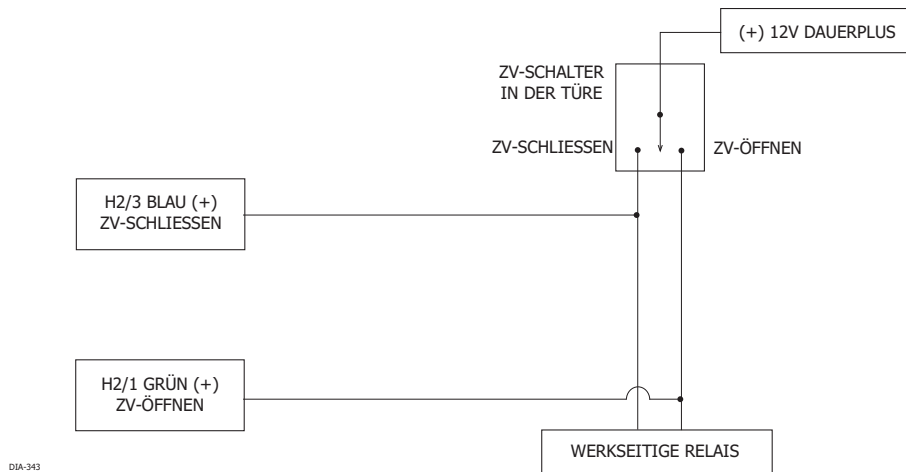 (+) 12V DAUERPLUS
ZV-SCHALTER
IN DER TÜRE
ZV-SCHLIESSEN
ZV-ÖFFNEN
H2/3 BLAU (+)
ZV-SCHLIESSEN
H2/1 GRÜN (+)
ZV-ÖFFNEN
WERKSEITIGE RELAIS
DIA-343